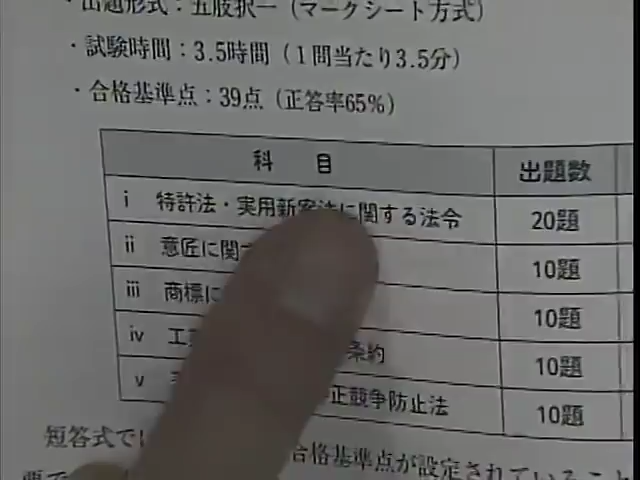 ・出題形式：五肢択一（マークシート方式）
・試験時間：3.5時間（1問当たり3.5分）
・合格基準点：39点（正答率65%）
科 目 出題数
i 特許法・実用新案法に関する法令 20題
ii 意匠に関 10題
iii 商標に 10題
iv 工 条約 10題
v 正競争防止法 10題
短答式で 合格基準点が設定されていること